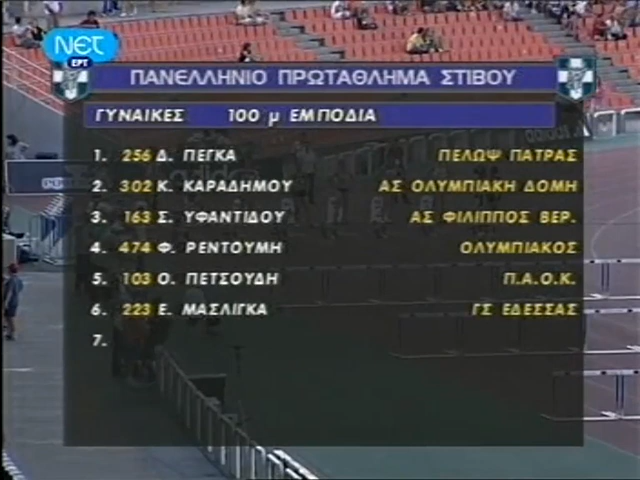 NET
ΕΡΤ
ΠΑΝΕΛΛΗΝΙΟ ΠΡΩΤΑΘΛΗΜΑ ΣΤΙΒΟΥ
ΓΥΝΑΙΚΕΣ 100 μ ΕΜΠΟΔΙΑ
1. 256 Δ. ΠΕΓΚΑ ΠΕΛΩΨ ΠΑΤΡΑΣ
2. 302 Κ. ΚΑΡΑΔΗΜΟΥ ΑΣ ΟΛΥΜΠΙΑΚΗ ΔΟΜΗ
3. 163 Σ. ΥΦΑΝΤΙΔΟΥ ΑΣ ΦΙΛΙΠΠΟΣ ΒΕΡ.
4. 474 Φ. ΡΕΝΤΟΥΜΗ ΟΛΥΜΠΙΑΚΟΣ
5. 103 Ο. ΠΕΤΣΟΥΔΗ Π.Α.Ο.Κ.
6. 223 Ε. ΜΑΣΛΙΓΚΑ ΓΣ ΕΔΕΣΣΑΣ
7.